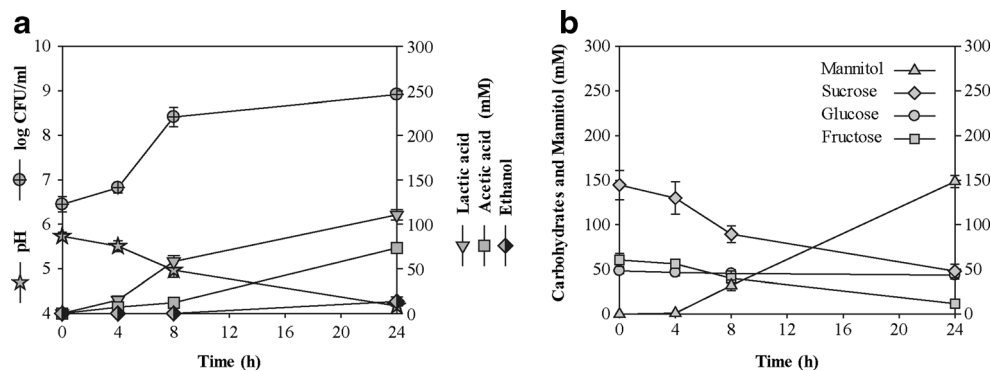 a
10
9
8
7
6
5
4
300
250
200
150
100
50
0
0 4 8 12 16 20 24
Time (h)
pH
log CFU/ml
Lactic acid
Acetic acid (mM)
Ethanol
b
300
250
200
150
100
50
0
300
250
200
150
100
50
0
0 4 8 12 16 20 24
Time (h)
Carbohydrates and Mannitol (mM)
Mannitol
Sucrose
Glucose
Fructose